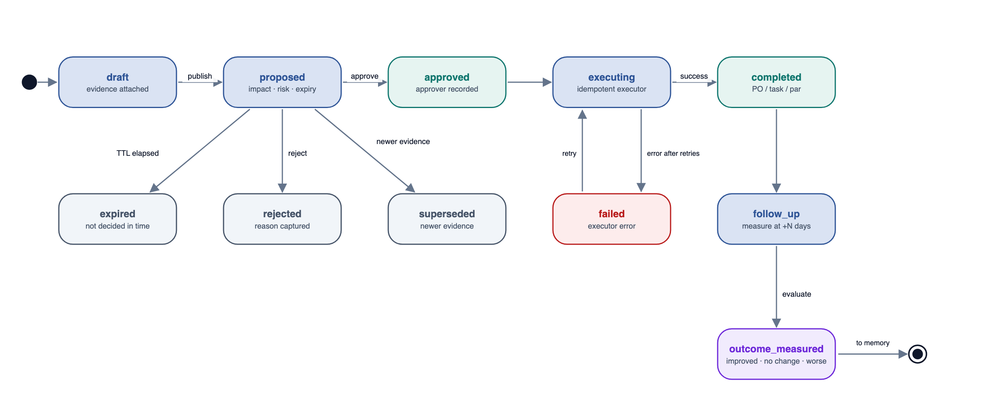 draft
evidence attached
publish
proposed
impact · risk · expiry
approve
approved
approver recorded
executing
idempotent executor
success
completed
PO / task / par
TTL elapsed
reject
newer evidence
retry
error after retries
expired
not decided in time
rejected
reason captured
superseded
newer evidence
failed
executor error
follow_up
measure at +N days
evaluate
outcome_measured
improved · no change · worse
to memory